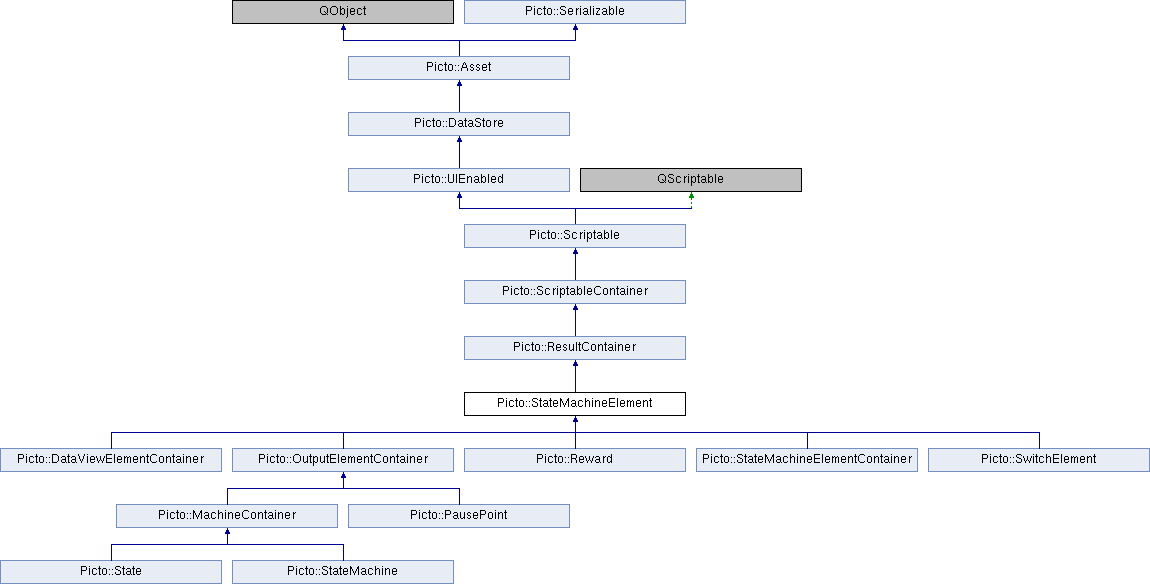 QObject
Picto::Serializable
Picto::Asset
Picto::DataStore
Picto::UIEnabled
QScriptable
Picto::Scriptable
Picto::ScriptableContainer
Picto::ResultContainer
Picto::StateMachineElement
Picto::DataViewElementContainer
Picto::OutputElementContainer
Picto::Reward
Picto::StateMachineElementContainer
Picto::SwitchElement
Picto::MachineContainer
Picto::PausePoint
Picto::State
Picto::StateMachine